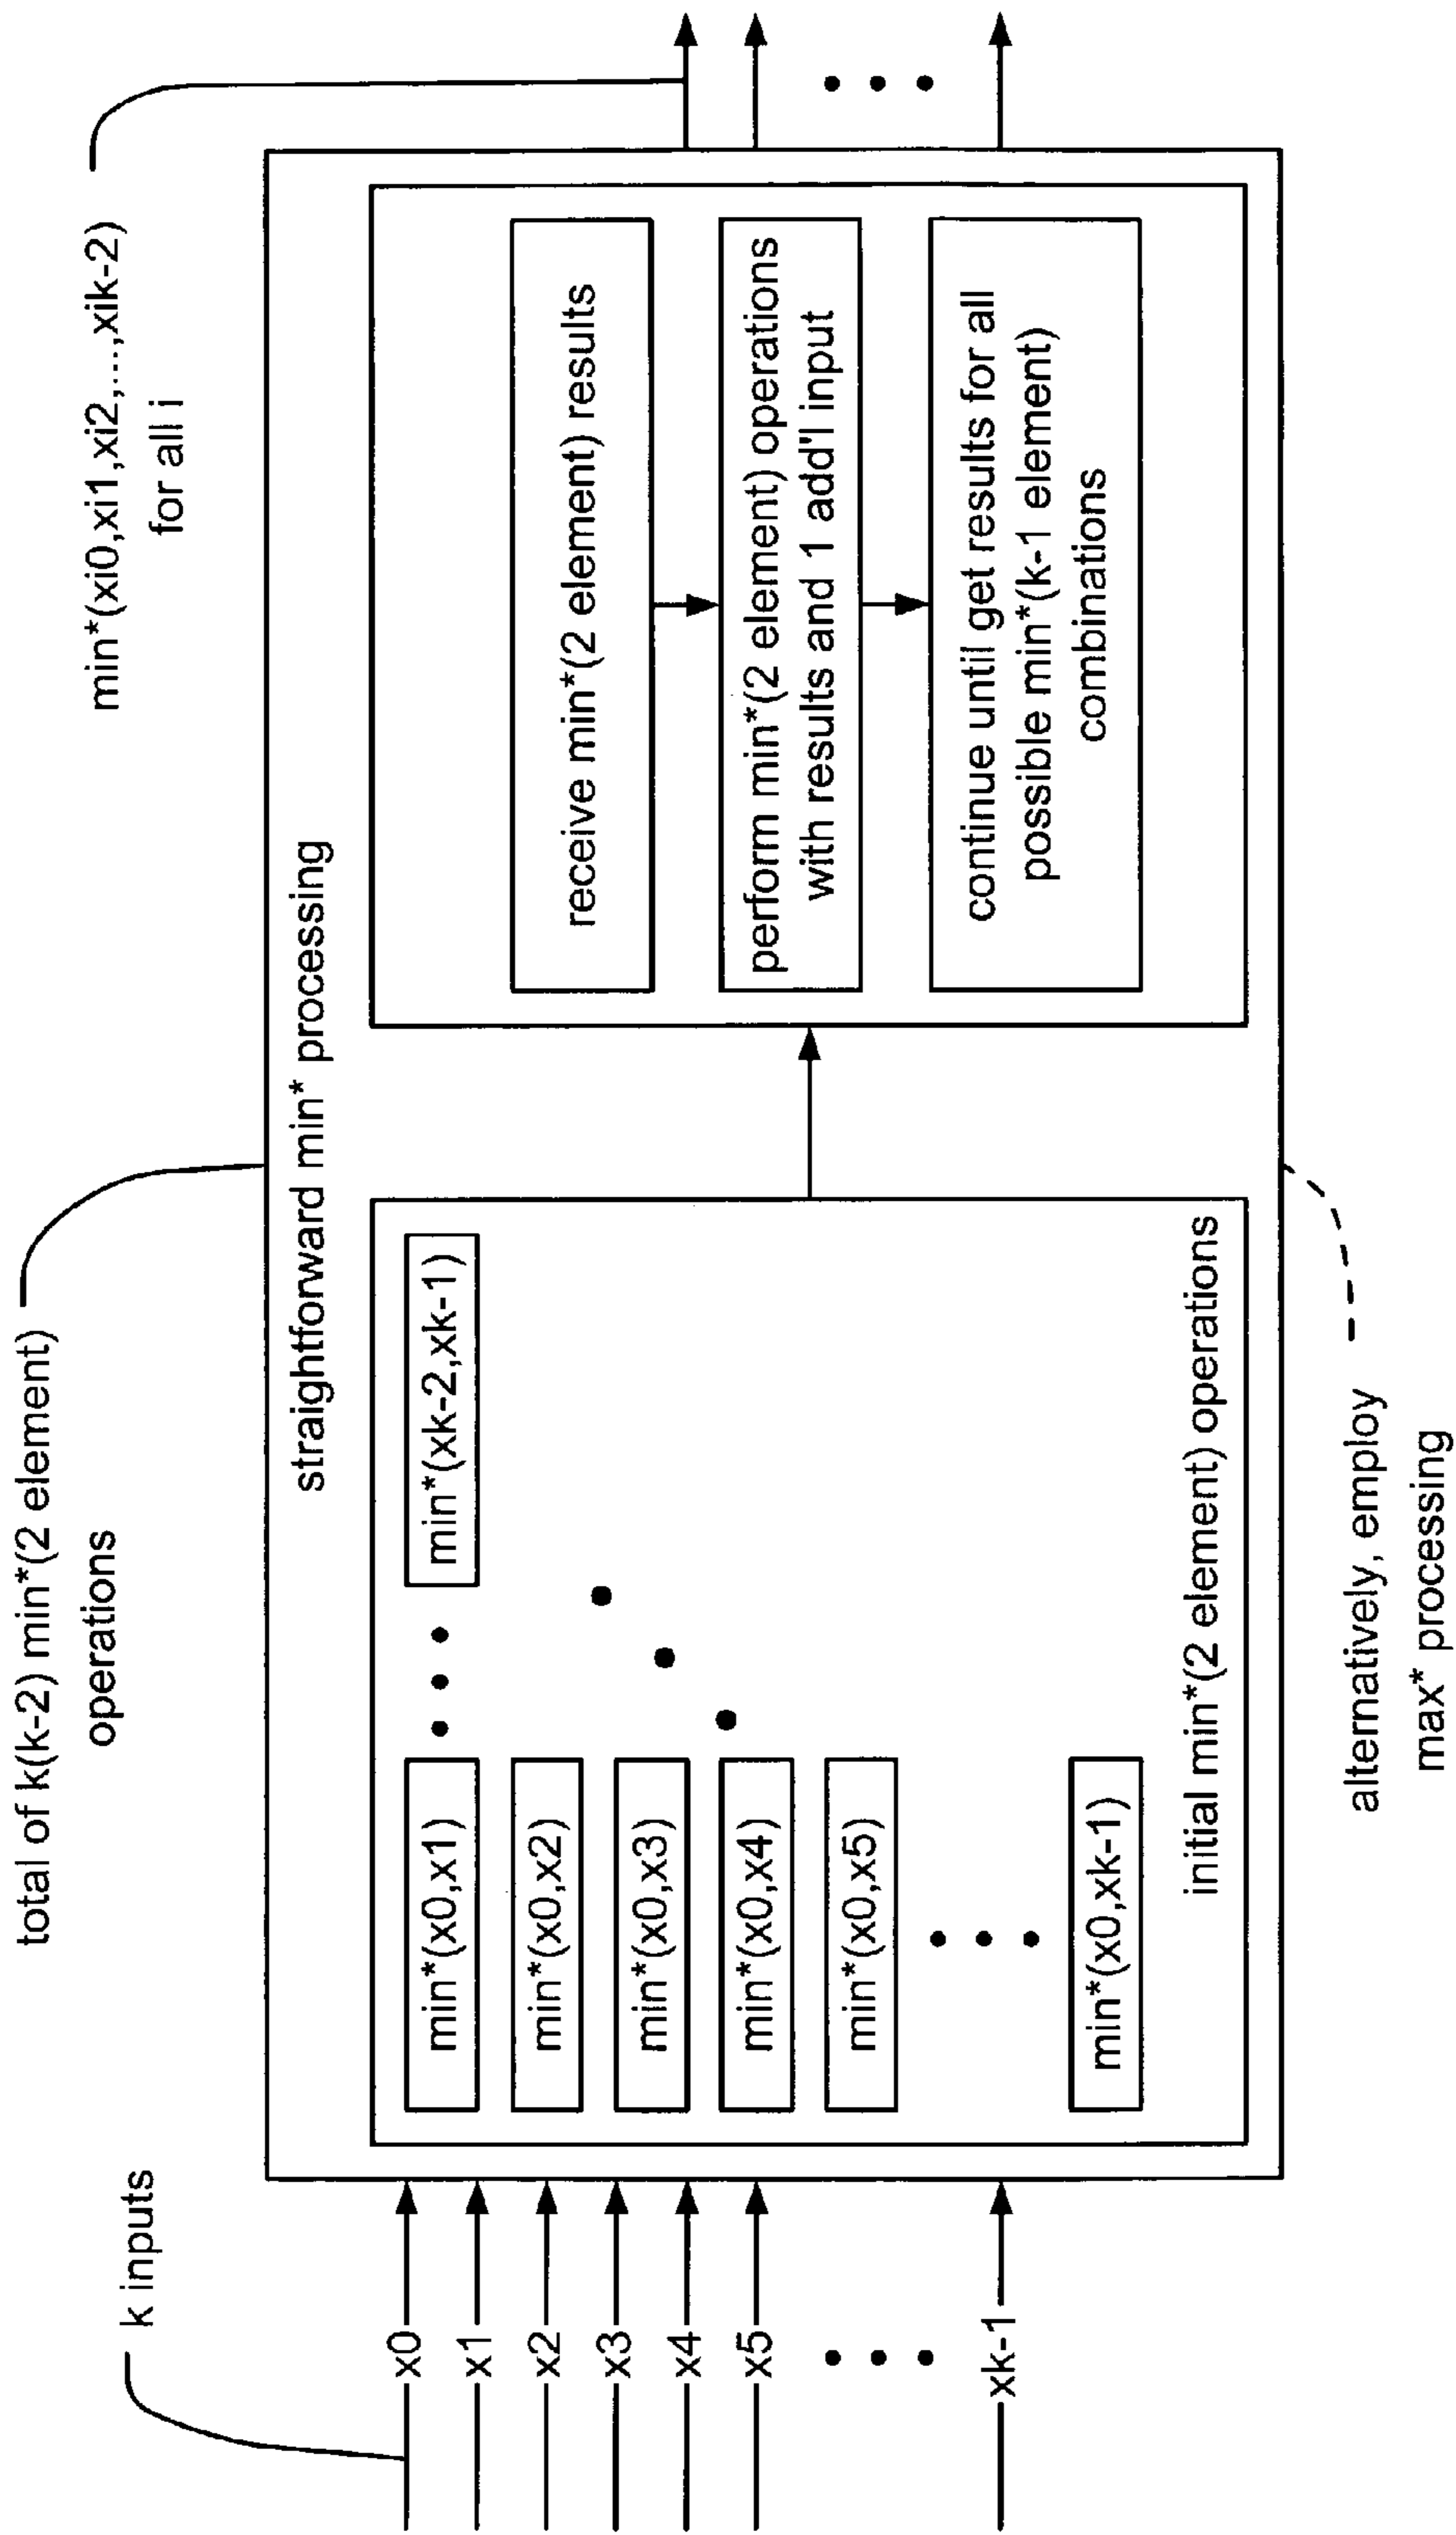 total of k(k-2) min*(2 element)
operations
k inputs
min*(xi0,xi1,xi2,...,xik-2)
for all i
straightforward min* processing
x0
x1
x2
x3
x4
x5
xk-1
min*(x0,x1)
min*(xk-2,xk-1)
min*(x0,x2)
min*(x0,x3)
min*(x0,x4)
min*(x0,x5)
min*(x0,xk-1)
initial min*(2 element) operations
receive min*(2 element) results
perform min*(2 element) operations
with results and 1 add'l input
continue until get results for all
possible min*(k-1 element)
combinations
alternatively, employ
max* processing